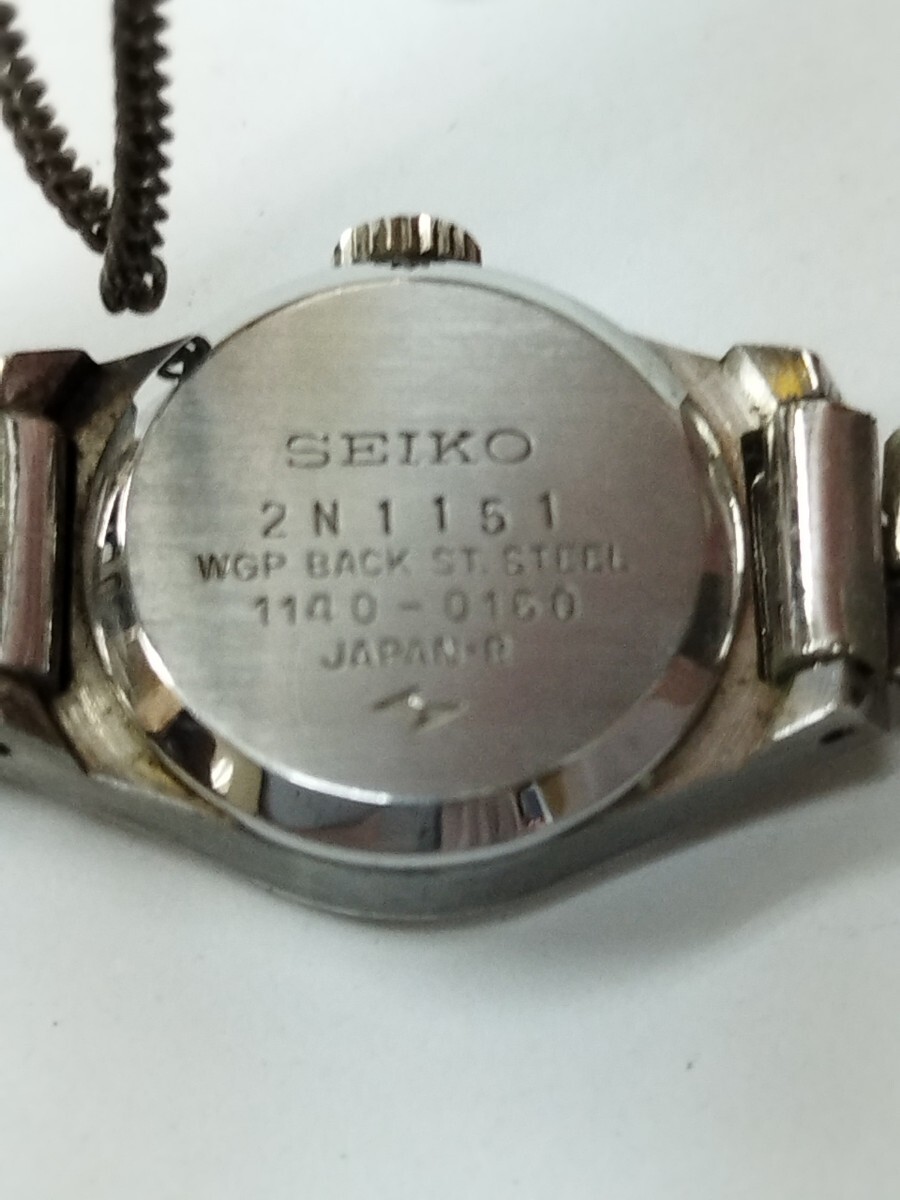 SEIKO
2N1151
WGP BACK ST. STEEL
1140-0160
JAPAN-R